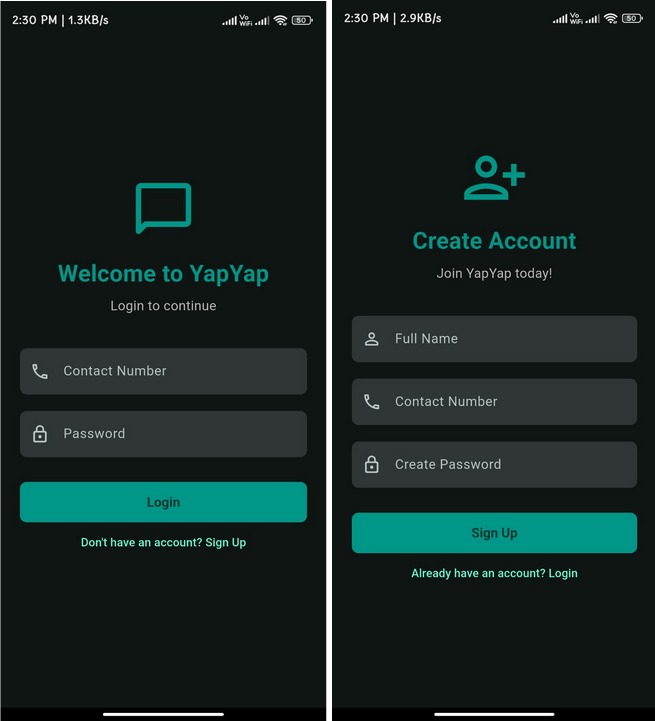 2:30 PM | 1.3KB/s
Vo
WiFi
50
Welcome to YapYap
Login to continue
Contact Number
Password
Login
Don't have an account? Sign Up
2:30 PM | 2.9KB/s
Vo
WiFi
50
Create Account
Join YapYap today!
Full Name
Contact Number
Create Password
Sign Up
Already have an account? Login